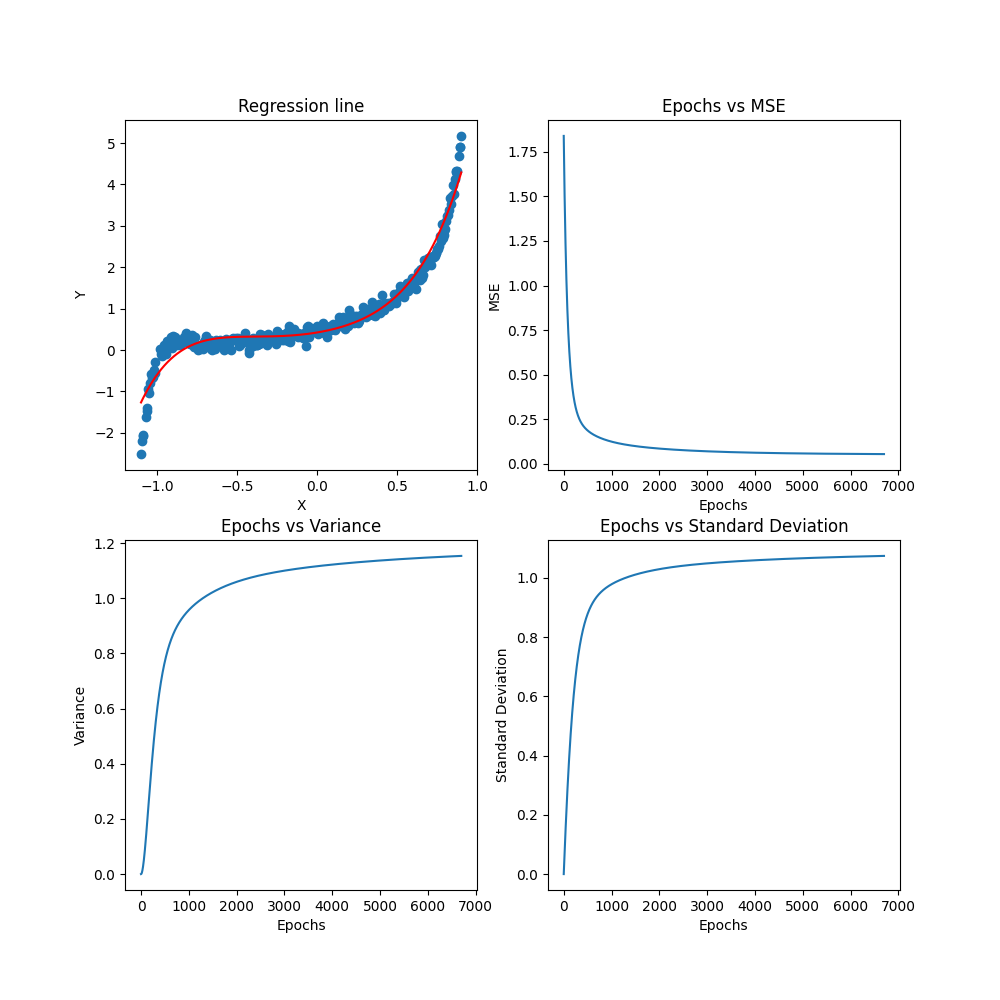 Regression line
5
4
3
2
1
0
−1
−2
Y
−1.0 −0.5 0.0 0.5 1.0
X
Epochs vs MSE
1.75
1.50
1.25
1.00
0.75
0.50
0.25
0.00
MSE
0 1000 2000 3000 4000 5000 6000 7000
Epochs
Epochs vs Variance
1.2
1.0
0.8
0.6
0.4
0.2
0.0
Variance
0 1000 2000 3000 4000 5000 6000 7000
Epochs
Epochs vs Standard Deviation
1.0
0.8
0.6
0.4
0.2
0.0
Standard Deviation
0 1000 2000 3000 4000 5000 6000 7000
Epochs